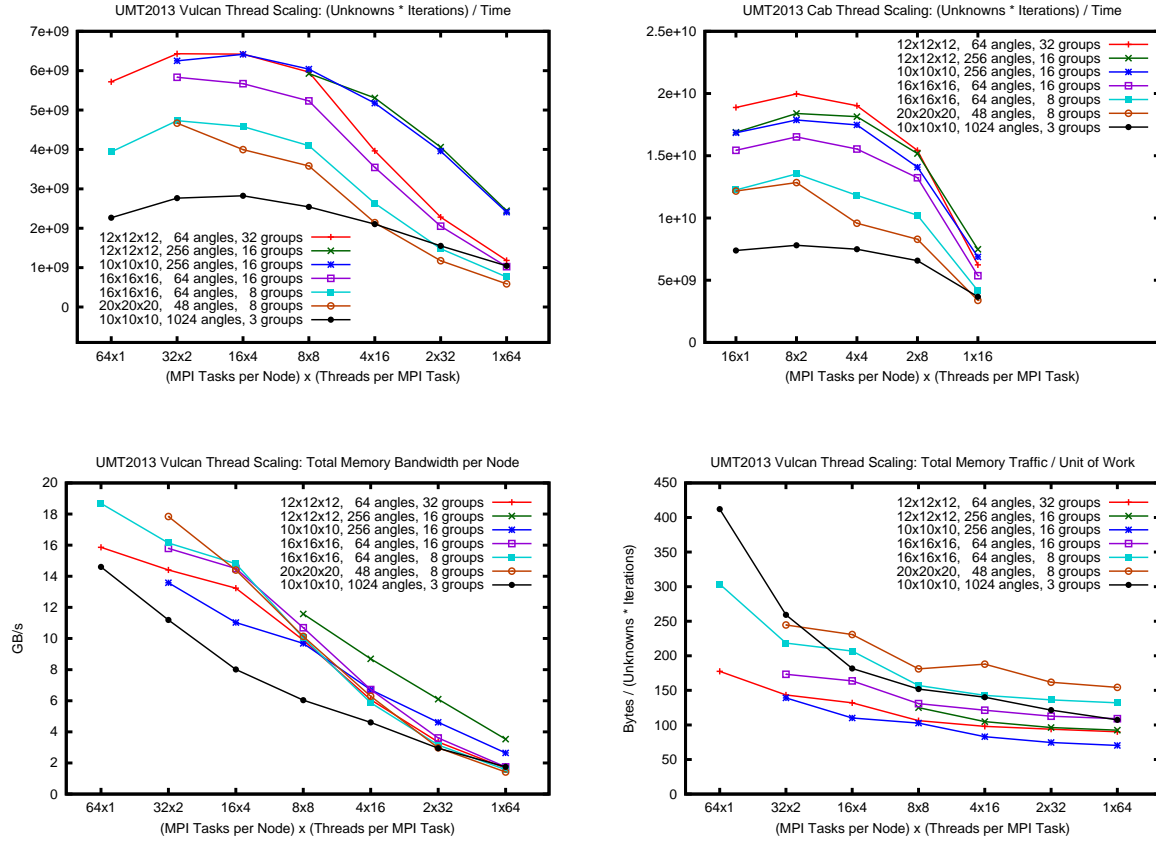 UMT2013 Vulcan Thread Scaling: (Unknowns * Iterations) / Time
7e+09
6e+09
5e+09
4e+09
3e+09
2e+09
1e+09
0
12x12x12, 64 angles, 32 groups
12x12x12, 256 angles, 16 groups
10x10x10, 256 angles, 16 groups
16x16x16, 64 angles, 16 groups
16x16x16, 64 angles, 8 groups
20x20x20, 48 angles, 8 groups
10x10x10, 1024 angles, 3 groups
64x1 32x2 16x4 8x8 4x16 2x32 1x64
(MPI Tasks per Node) x (Threads per MPI Task)
UMT2013 Cab Thread Scaling: (Unknowns * Iterations) / Time
2.5e+10
2e+10
1.5e+10
1e+10
5e+09
0
12x12x12, 64 angles, 32 groups
12x12x12, 256 angles, 16 groups
10x10x10, 256 angles, 16 groups
16x16x16, 64 angles, 16 groups
16x16x16, 64 angles, 8 groups
20x20x20, 48 angles, 8 groups
10x10x10, 1024 angles, 3 groups
16x1 8x2 4x4 2x8 1x16
(MPI Tasks per Node) x (Threads per MPI Task)
UMT2013 Vulcan Thread Scaling: Total Memory Bandwidth per Node
GB/s
20
18
16
14
12
10
8
6
4
2
0
12x12x12, 64 angles, 32 groups
12x12x12, 256 angles, 16 groups
10x10x10, 256 angles, 16 groups
16x16x16, 64 angles, 16 groups
16x16x16, 64 angles, 8 groups
20x20x20, 48 angles, 8 groups
10x10x10, 1024 angles, 3 groups
64x1 32x2 16x4 8x8 4x16 2x32 1x64
(MPI Tasks per Node) x (Threads per MPI Task)
UMT2013 Vulcan Thread Scaling: Total Memory Traffic / Unit of Work
Bytes / (Unknowns * Iterations)
450
400
350
300
250
200
150
100
50
0
12x12x12, 64 angles, 32 groups
12x12x12, 256 angles, 16 groups
10x10x10, 256 angles, 16 groups
16x16x16, 64 angles, 16 groups
16x16x16, 64 angles, 8 groups
20x20x20, 48 angles, 8 groups
10x10x10, 1024 angles, 3 groups
64x1 32x2 16x4 8x8 4x16 2x32 1x64
(MPI Tasks per Node) x (Threads per MPI Task)